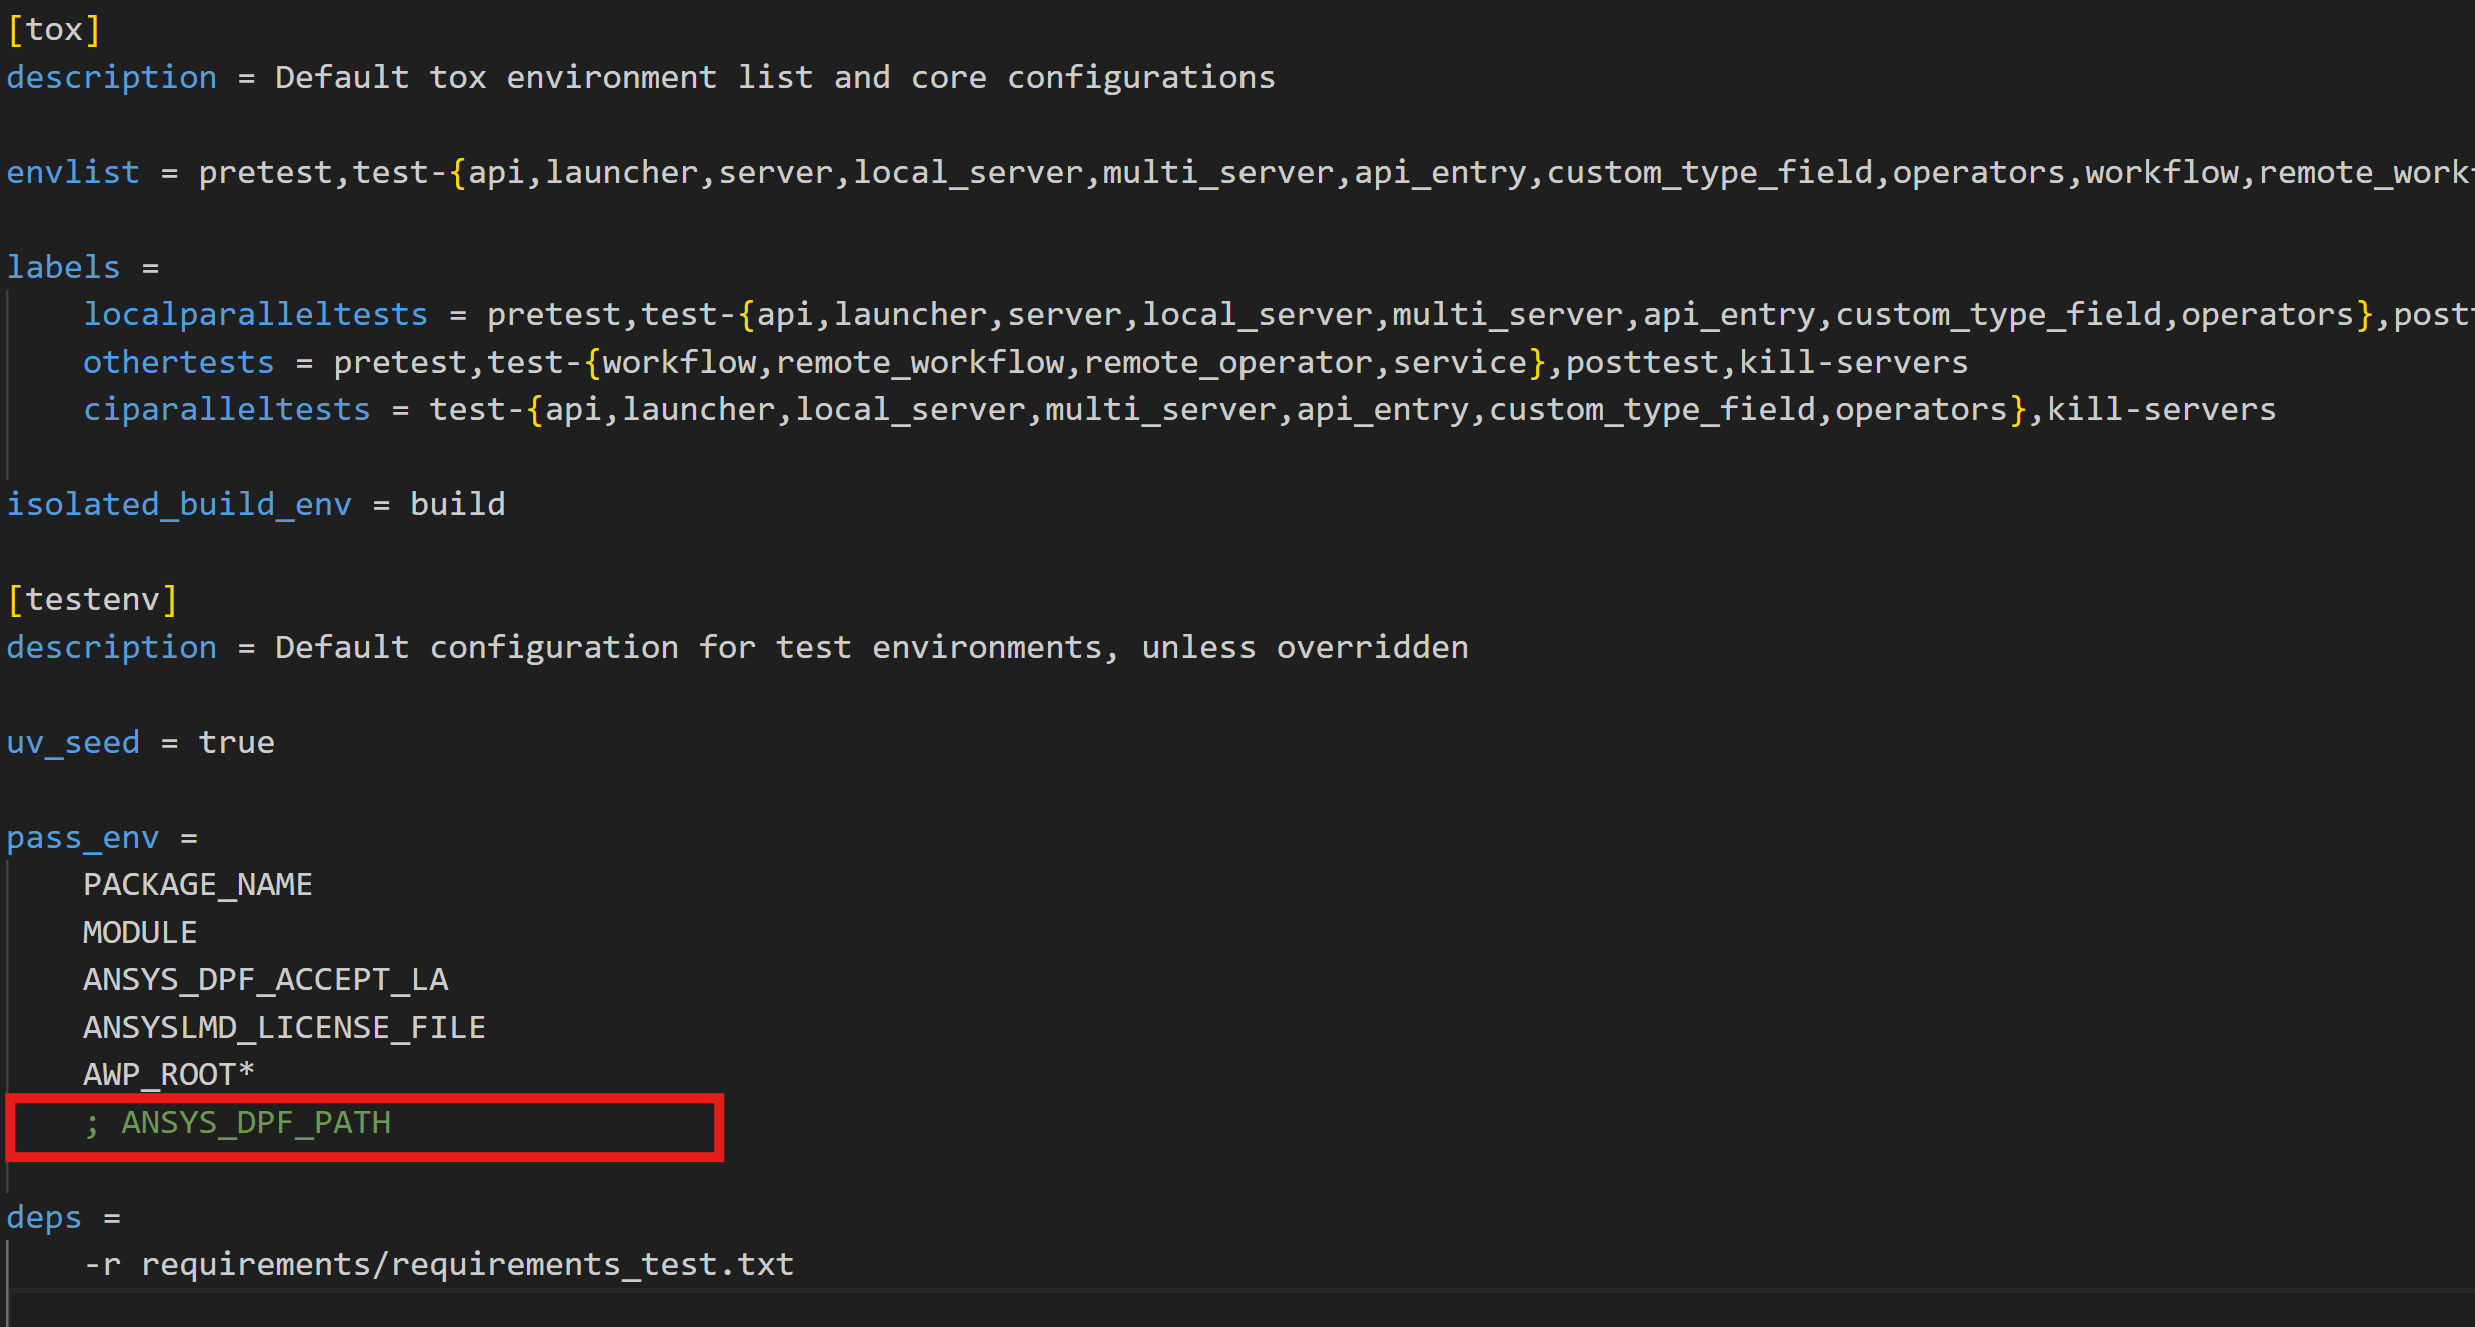 [tox]
description = Default tox environment list and core configurations
envlist = pretest,test-{api,launcher,server,local_server,multi_server,api_entry,custom_type_field,operators,workflow,remote_work
labels =
localparalleltests = pretest,test-{api,launcher,server,local_server,multi_server,api_entry,custom_type_field,operators},post
othertests = pretest,test-{workflow,remote_workflow,remote_operator,service},posttest,kill-servers
ciparalleltests = test-{api,launcher,local_server,multi_server,api_entry,custom_type_field,operators},kill-servers
isolated_build_env = build
[testenv]
description = Default configuration for test environments, unless overridden
uv_seed = true
pass_env =
PACKAGE_NAME
MODULE
ANSYS_DPF_ACCEPT_LA
ANSYSLMD_LICENSE_FILE
AWP_ROOT*
; ANSYS_DPF_PATH
deps =
-r requirements/requirements_test.txt